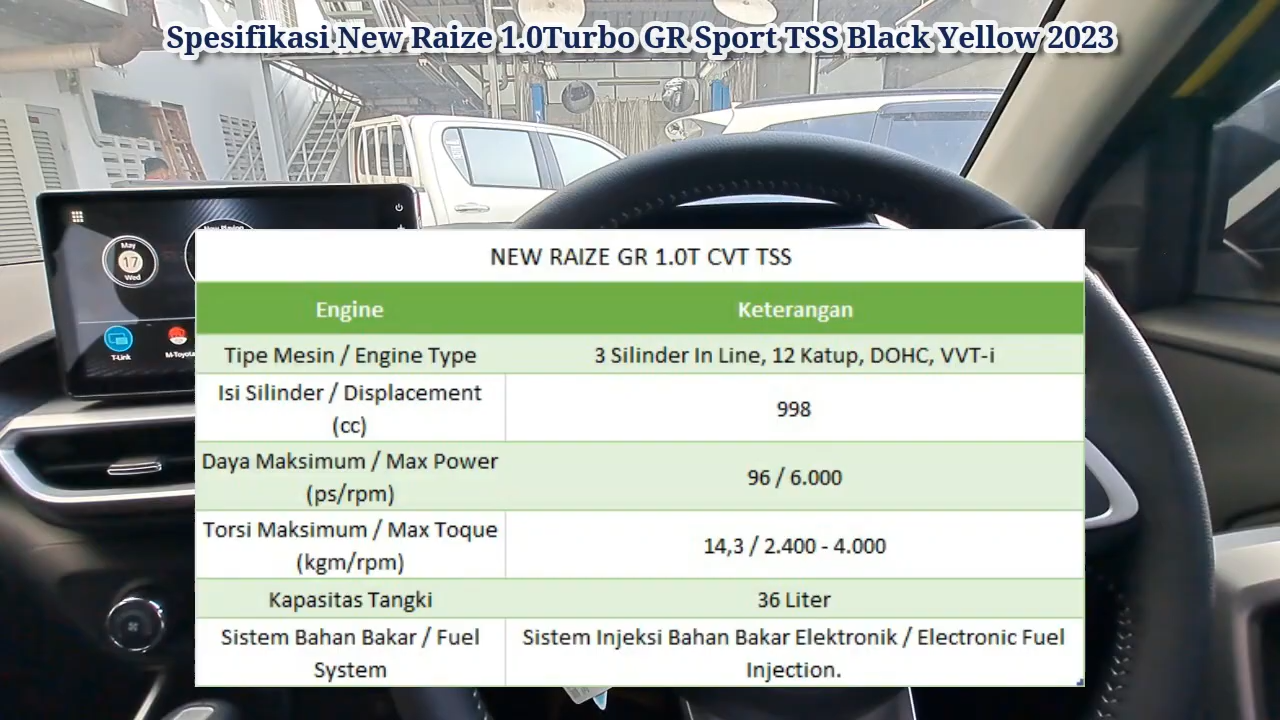 Spesifikasi New Raize 1.0Turbo GR Sport TSS Black Yellow 2023
May
17
Wed
Now Playing
T-Link
M-Toyota
NEW RAIZE GR 1.0T CVT TSS
Engine Keterangan
Tipe Mesin / Engine Type 3 Silinder In Line, 12 Katup, DOHC, VVT-i
Isi Silinder / Displacement
(cc)
998
Daya Maksimum / Max Power
(ps/rpm)
96 / 6.000
Torsi Maksimum / Max Toque
(kgm/rpm)
14,3 / 2.400 - 4.000
Kapasitas Tangki 36 Liter
Sistem Bahan Bakar / Fuel
System
Sistem Injeksi Bahan Bakar Elektronik / Electronic Fuel
Injection.